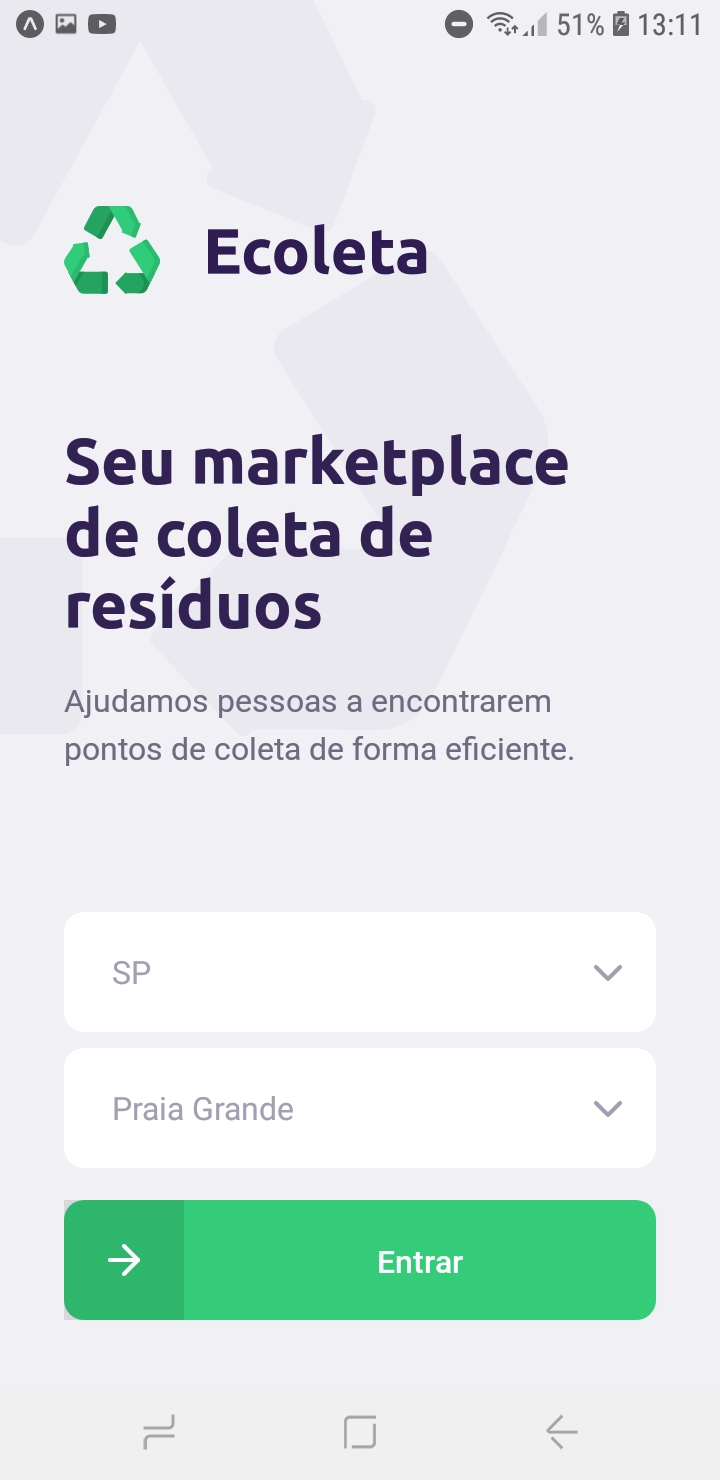 51% 13:11
Ecoleta
Seu marketplace
de coleta de
resíduos
Ajudamos pessoas a encontrarem
pontos de coleta de forma eficiente.
SP
Praia Grande
Entrar